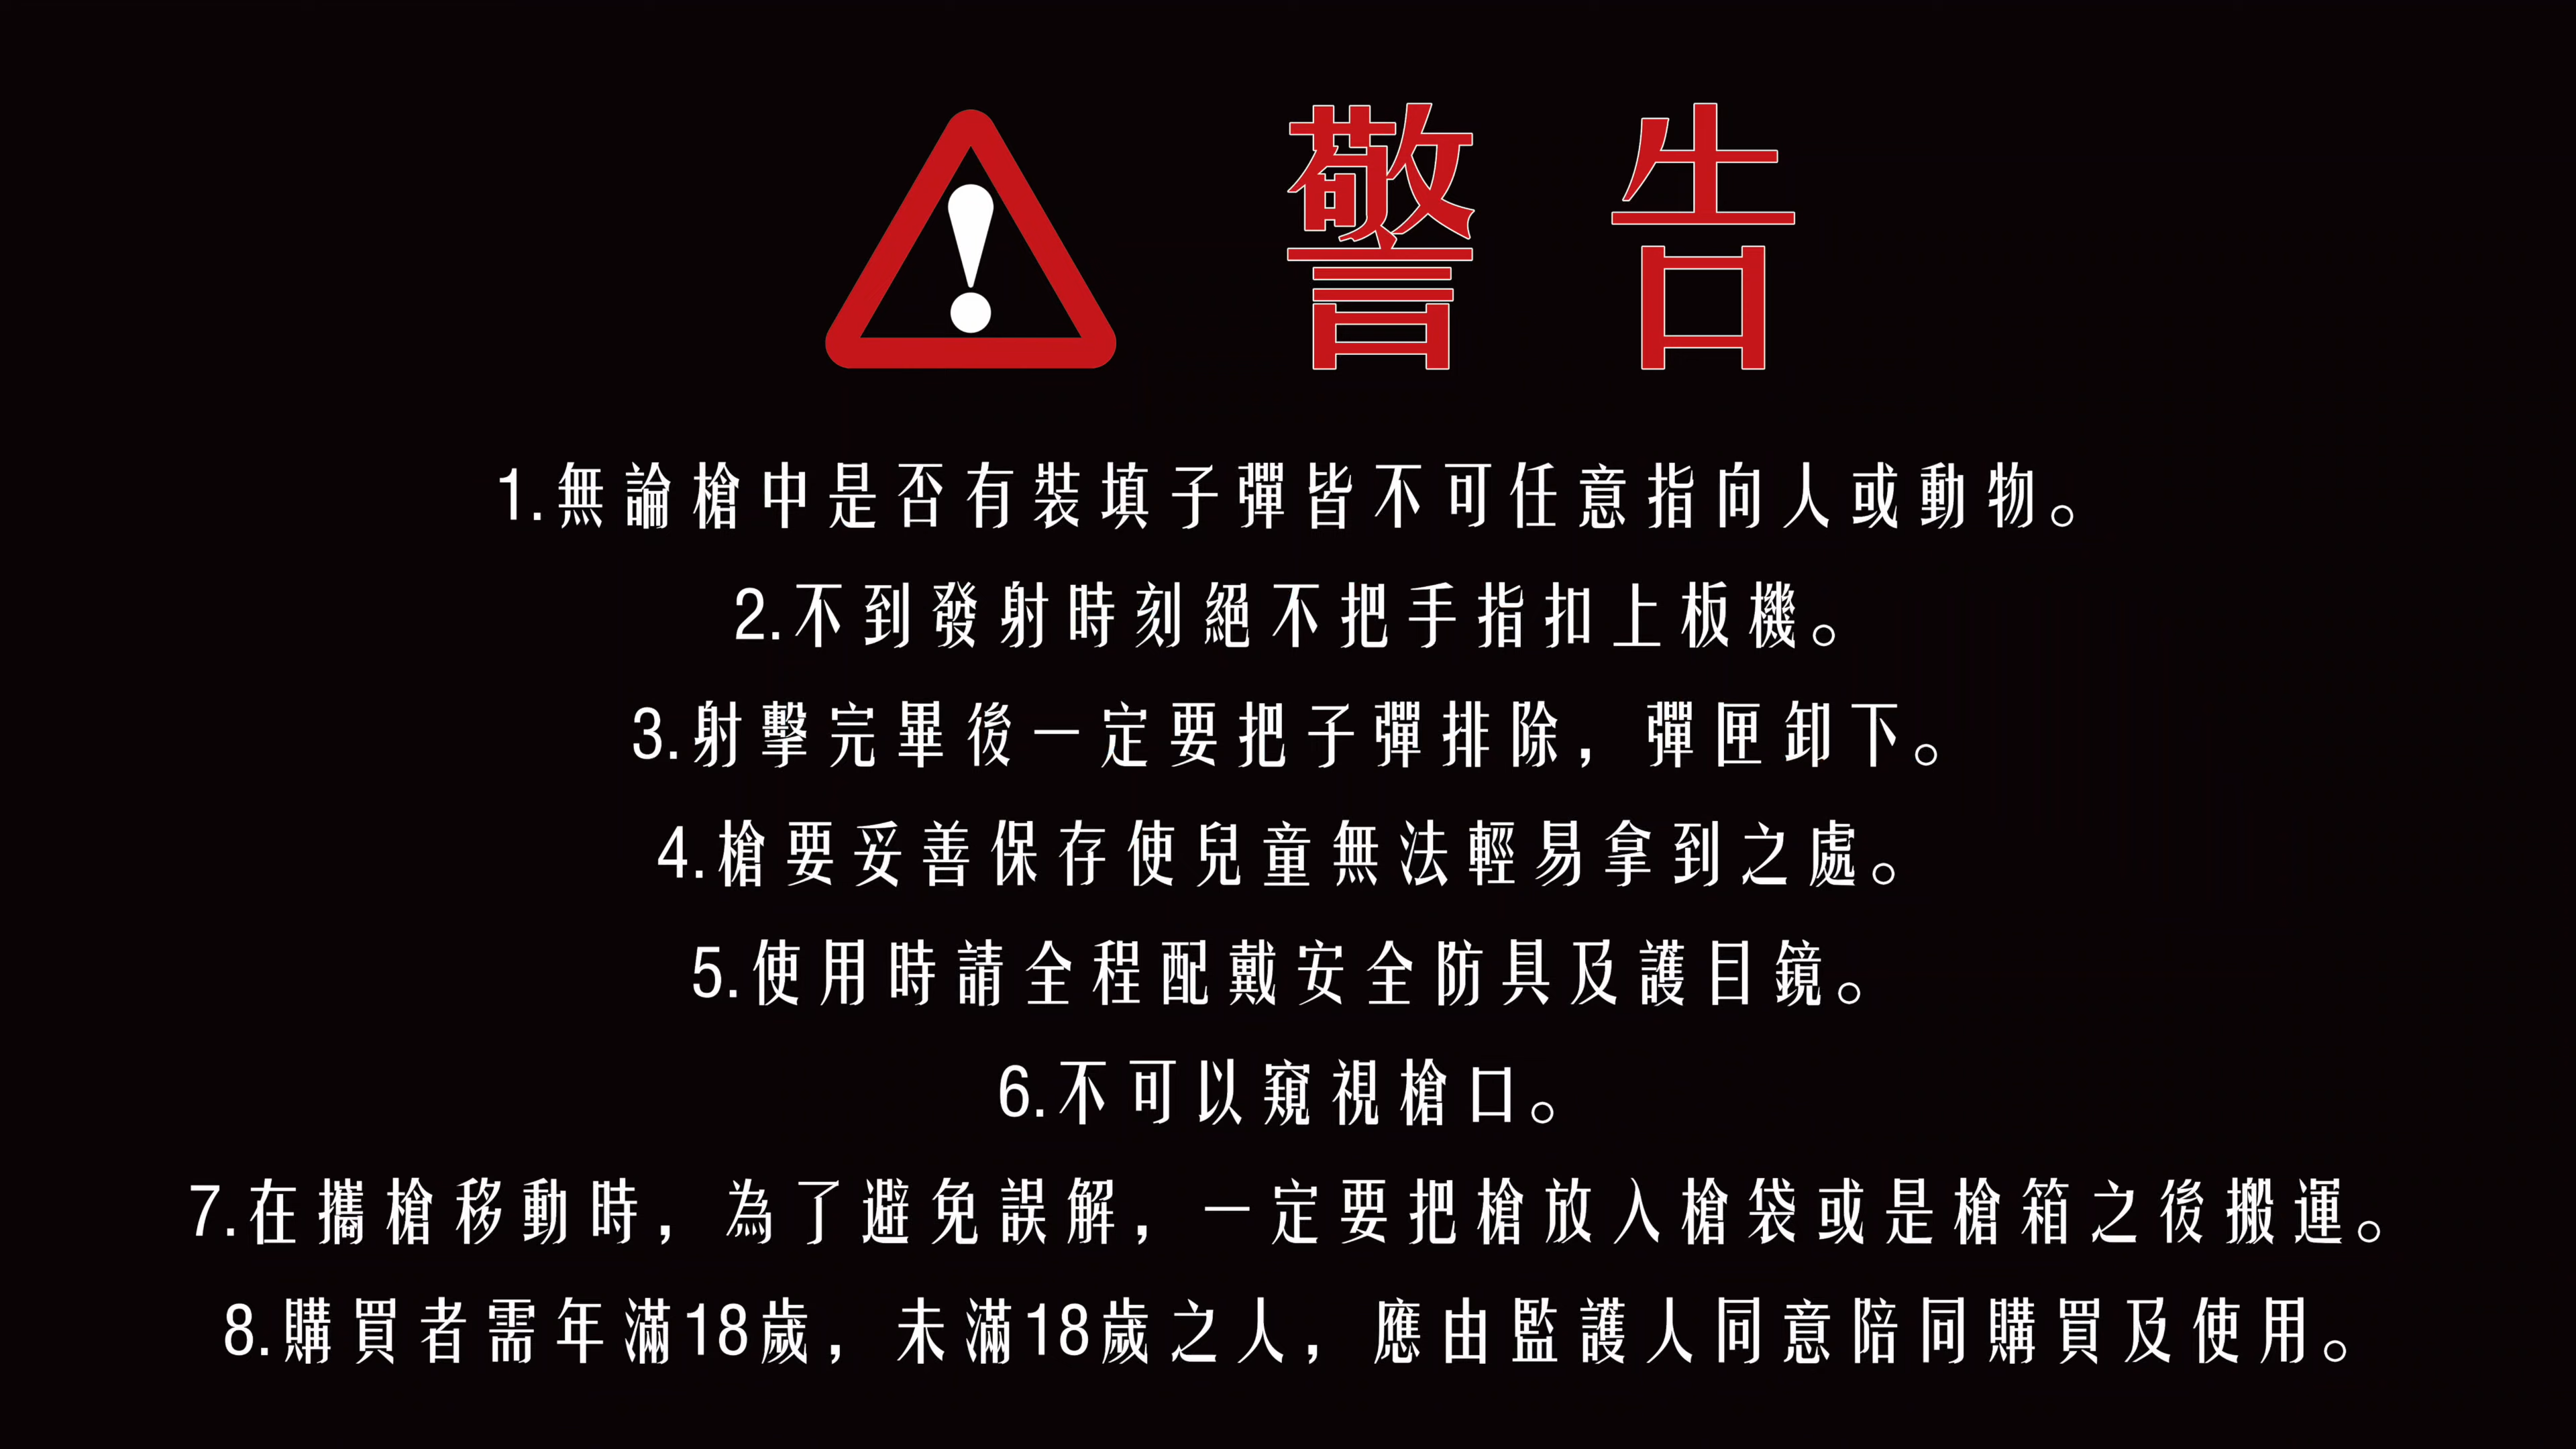 警告
1.無論槍中是否有裝填子彈皆不可任意指向人或動物。
2.不到發射時刻絕不把手指扣上板機。
3.射擊完畢後一定要把子彈排除，彈匣卸下。
4.槍要妥善保存使兒童無法輕易拿到之處。
5.使用時請全程配戴安全防具及護目鏡。
6.不可以窺視槍口。
7.在攜槍移動時，為了避免誤解，一定要把槍放入槍袋或是槍箱之後搬運。
8.購買者需年滿18歲，未滿18歲之人，應由監護人同意陪同購買及使用。